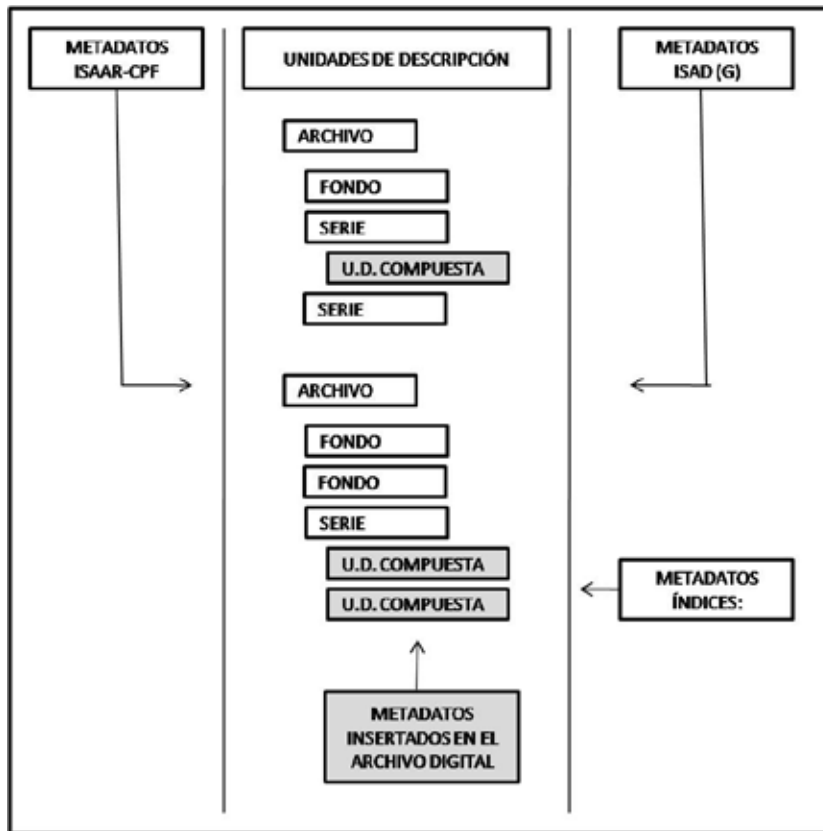 METADATOS
ISAAR-CPF
UNIDADES DE DESCRIPCIÓN
METADATOS
ISAD (G)
ARCHIVO
FONDO
SERIE
U.D. COMPUESTA
SERIE
ARCHIVO
FONDO
FONDO
SERIE
U.D. COMPUESTA
U.D. COMPUESTA
METADATOS
ÍNDICES:
METADATOS
INSERTADOS EN EL
ARCHIVO DIGITAL